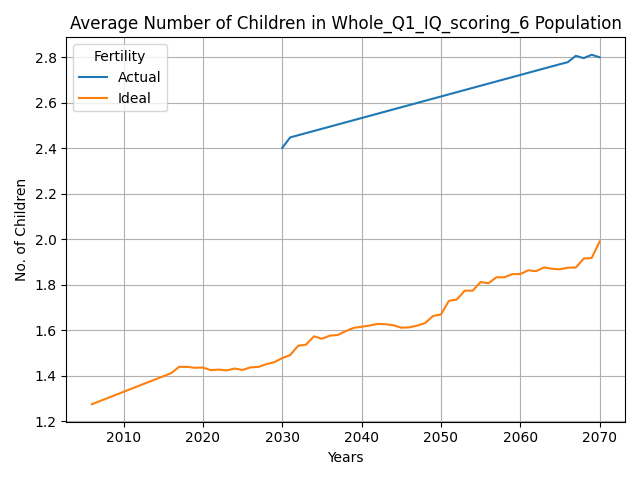 Average Number of Children in Whole_Q1_IQ_scoring_6 Population
Fertility
Actual
Ideal
No. of Children
2.8
2.6
2.4
2.2
2.0
1.8
1.6
1.4
1.2
2010 2020 2030 2040 2050 2060 2070
Years